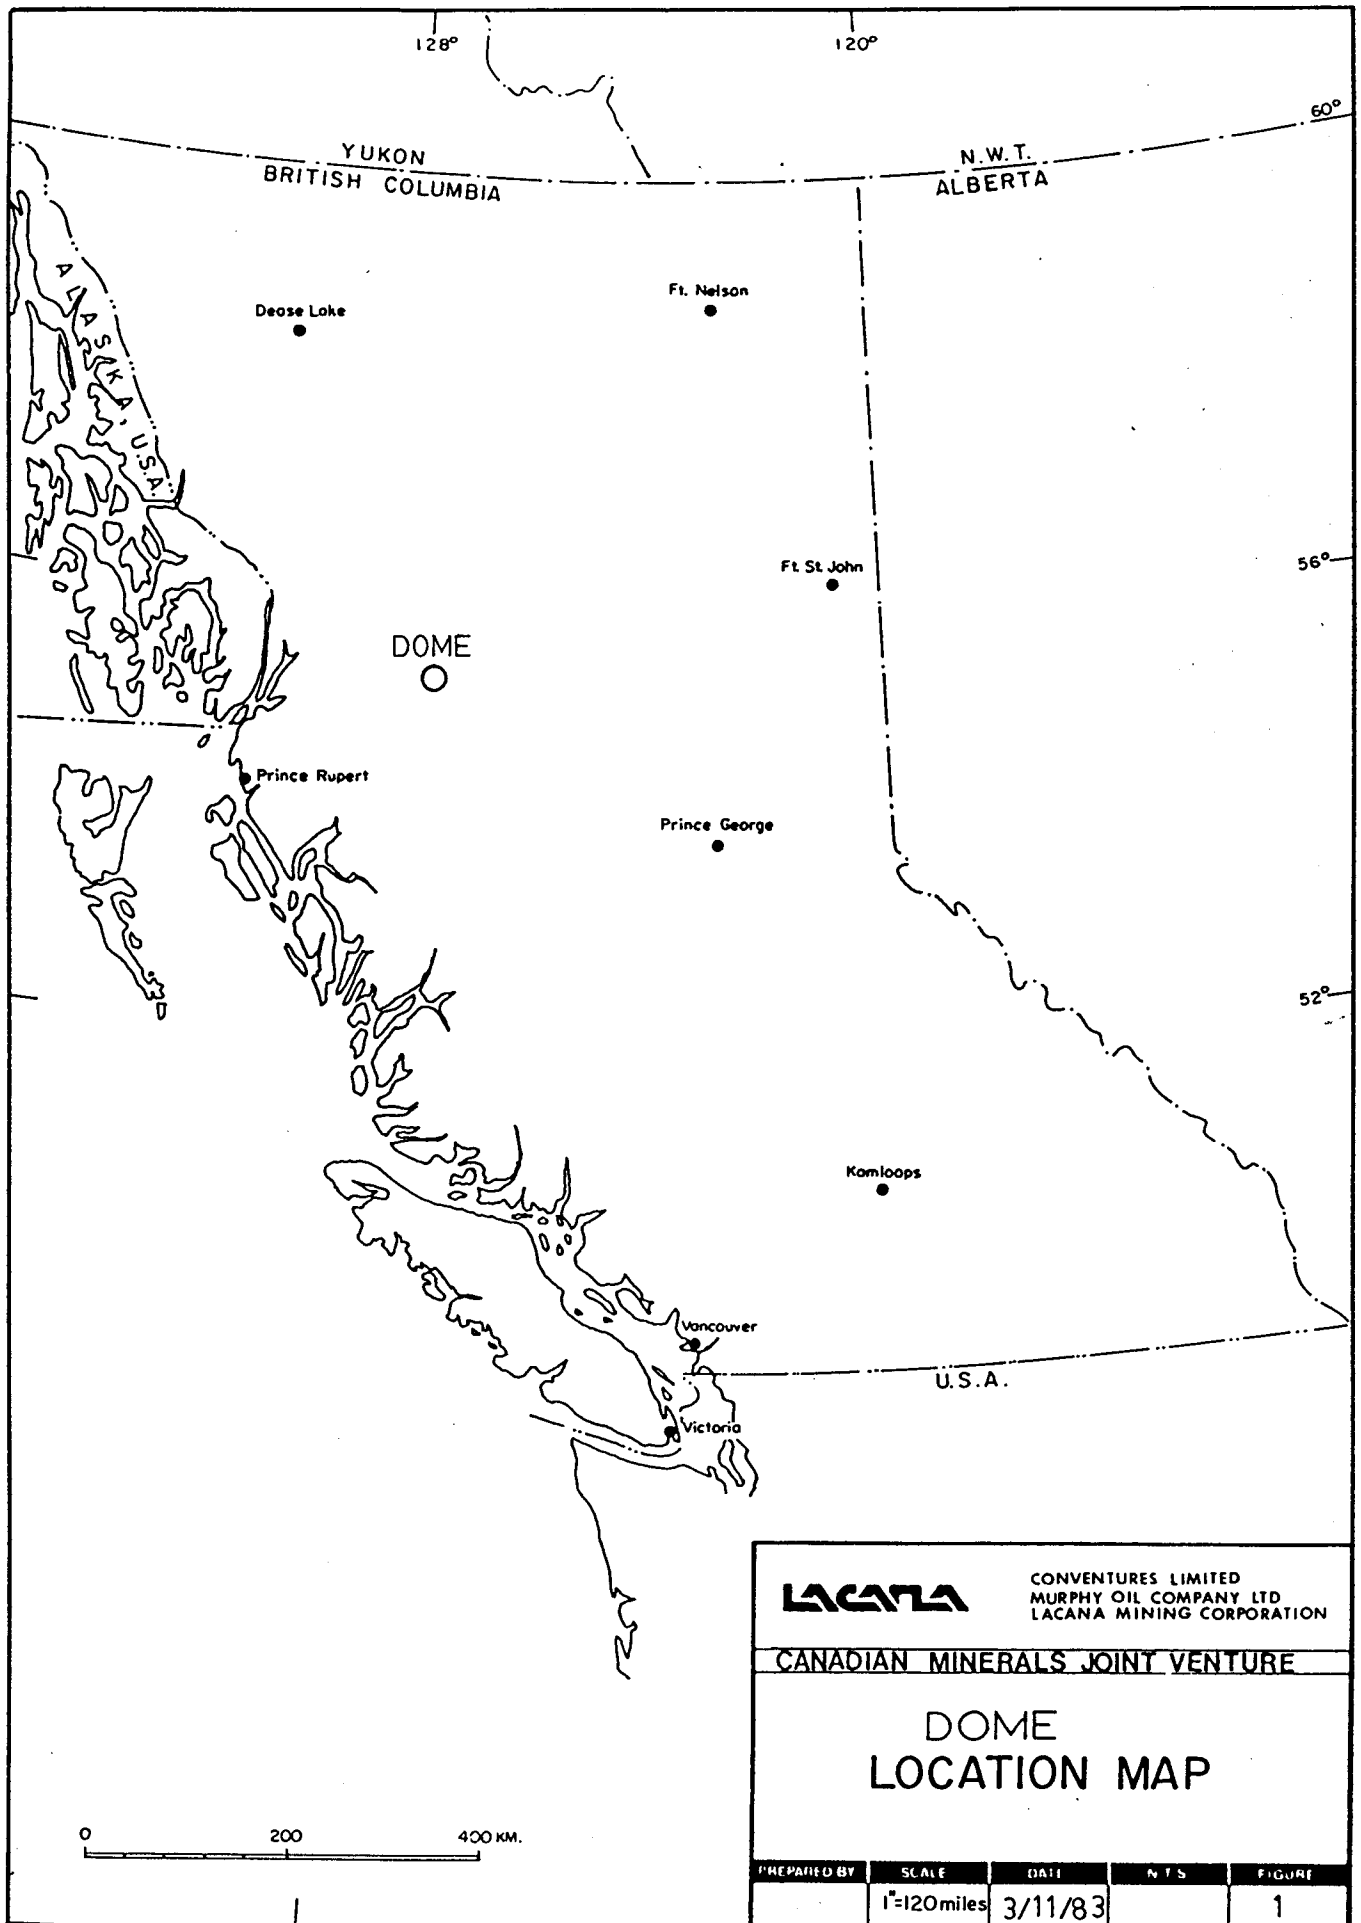 128°
120°
60°
YUKON
BRITISH COLUMBIA
N.W.T.
ALBERTA
ALASKA, U.S.A.
Dease Lake
Ft. Nelson
56°
Ft. St. John
DOME
Prince Rupert
Prince George
52°
Kamloops
Vancouver
U.S.A.
Victoria
LACANA
CONVENTURES LIMITED
MURPHY OIL COMPANY LTD
LACANA MINING CORPORATION
CANADIAN MINERALS JOINT VENTURE
DOME
LOCATION MAP
0 200 400 KM.
PREPARED BY SCALE DATE N.T.S. FIGURE
1"=120miles 3/11/83 1